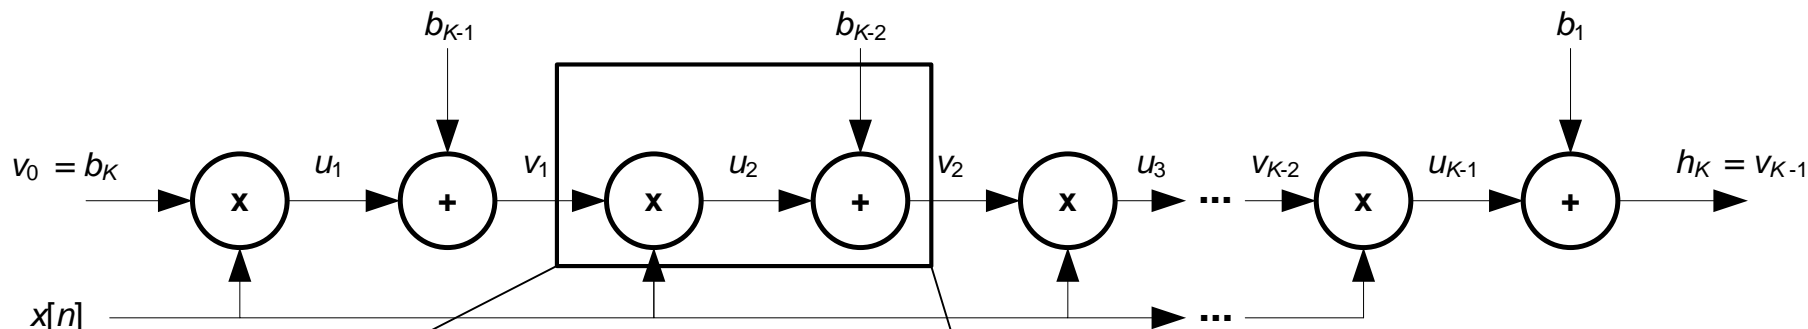 b_{K-1} b_{K-2} b_1
v_0 = b_K x u_1 + v_1 x u_2 + v_2 x u_3 ... v_{K-2} x u_{K-1} + h_K = v_{K-1}
x[n] ...